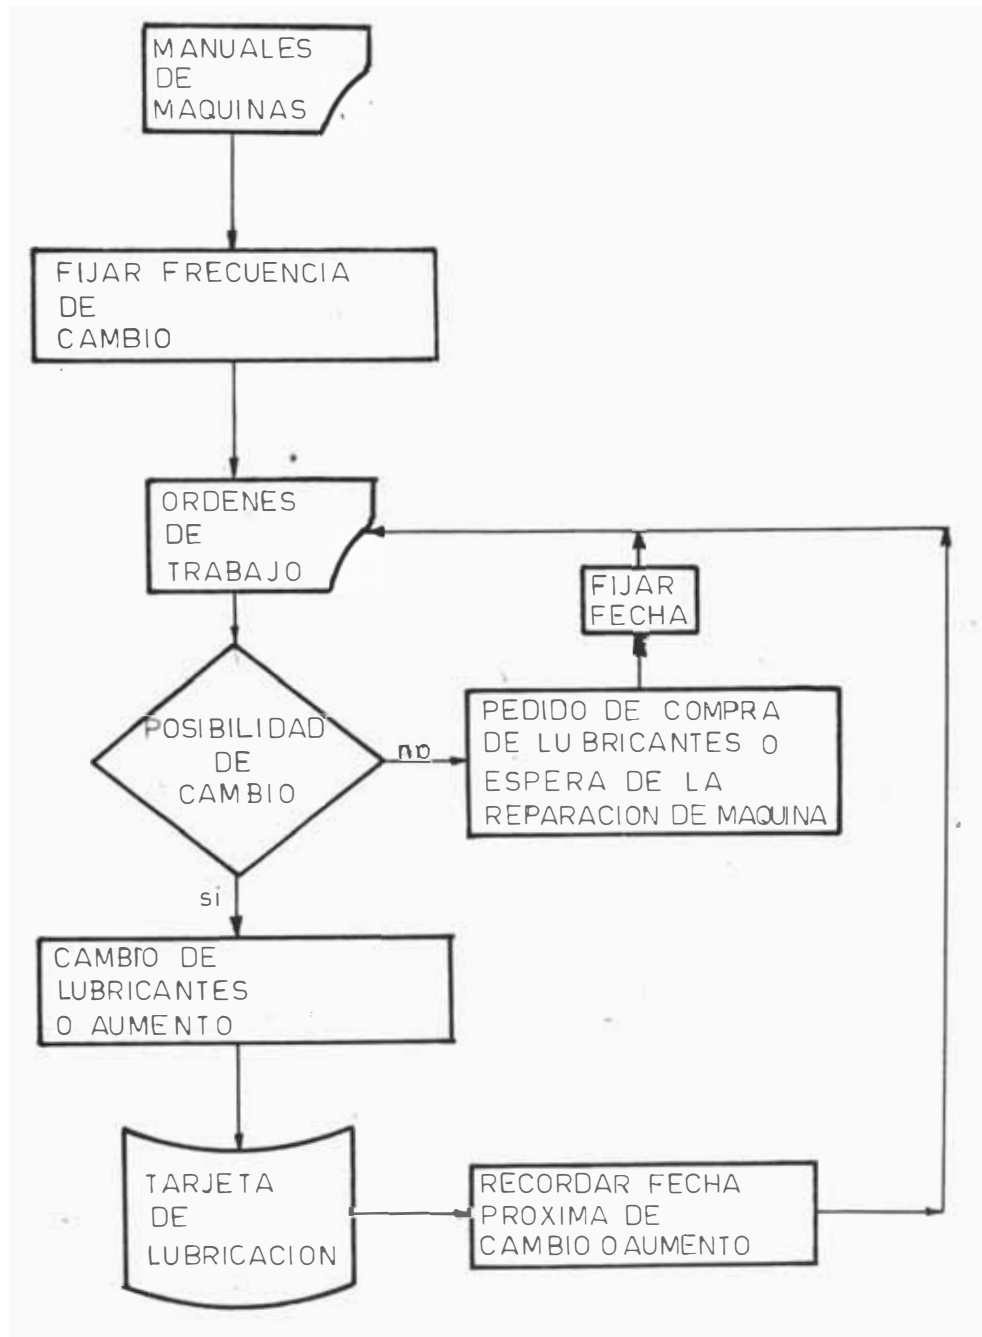 MANUALES
DE
MAQUINAS
FIJAR FRECUENCIA
DE
CAMBIO
ORDENES
DE
TRABAJO
FIJAR
FECHA
POSIBILIDAD
DE
CAMBIO
no
PEDIDO DE COMPRA
DE LUBRICANTES O
ESPERA DE LA
REPARACION DE MAQUINA
si
CAMBIO DE
LUBRICANTES
O AUMENTO
TARJETA
DE
LUBRICACION
RECORDAR FECHA
PROXIMA DE
CAMBIO O AUMENTO